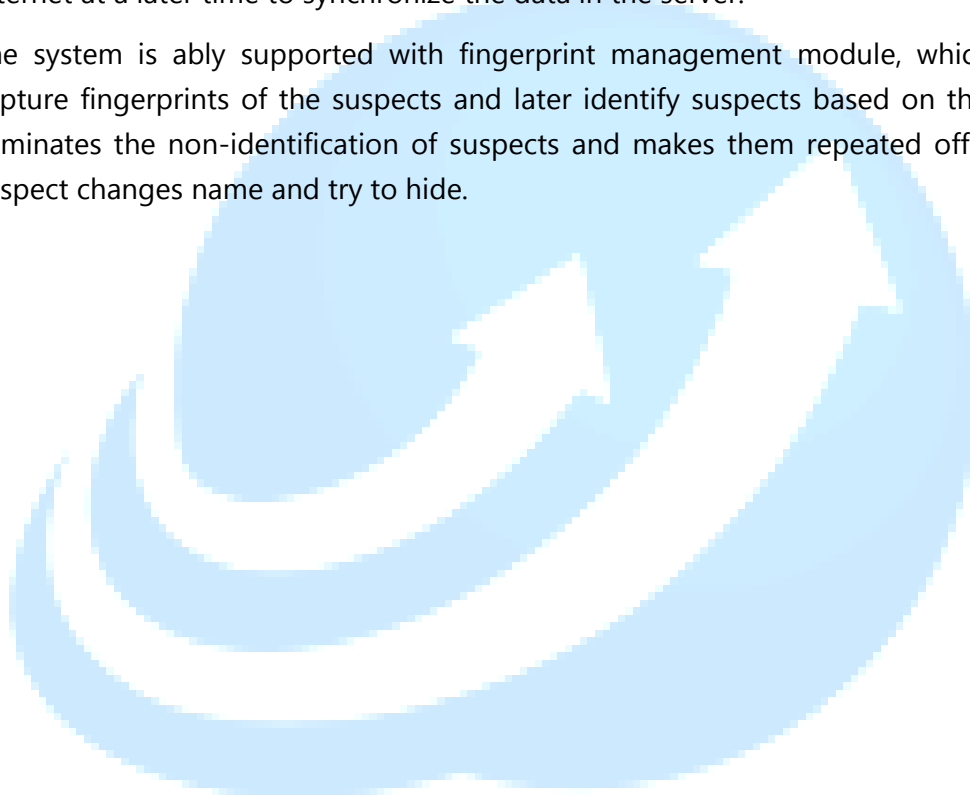 ternet at a later time to synchronize the data in the server.
e system is ably supported with fingerprint management module, whic
pture fingerprints of the suspects and later identify suspects based on th
minates the non-identification of suspects and makes them repeated off
spect changes name and try to hide.